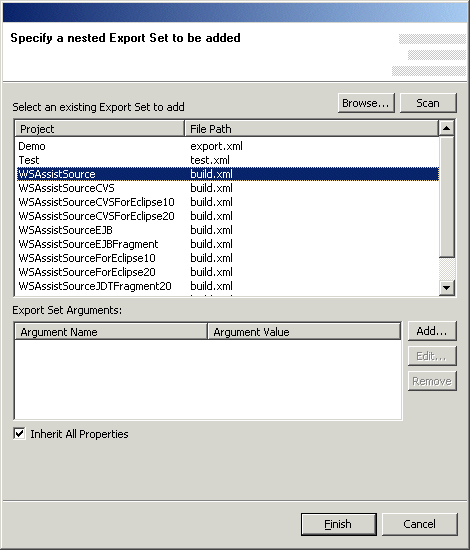 Specify a nested Export Set to be added
Select an existing Export Set to add
Browse... Scan
Project File Path
Demo export.xml
Test test.xml
WSAssistSource build.xml
WSAssistSourceCVS build.xml
WSAssistSourceCVSForEclipse10 build.xml
WSAssistSourceCVSForEclipse20 build.xml
WSAssistSourceEJB build.xml
WSAssistSourceEJBFragment build.xml
WSAssistSourceForEclipse10 build.xml
WSAssistSourceForEclipse20 build.xml
WSAssistSourceJDTFragment20 build.xml
Export Set Arguments:
Argument Name Argument Value
Add...
Edit...
Remove
Inherit All Properties
Finish Cancel